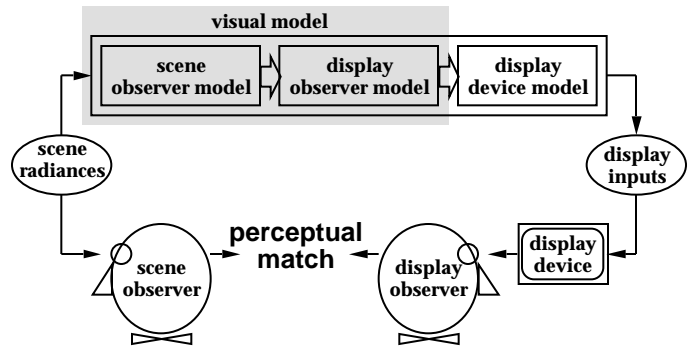 visual model
scene
observer model
display
observer model
display
device model
scene
radiances
display
inputs
perceptual
match
scene
observer
display
observer
display
device